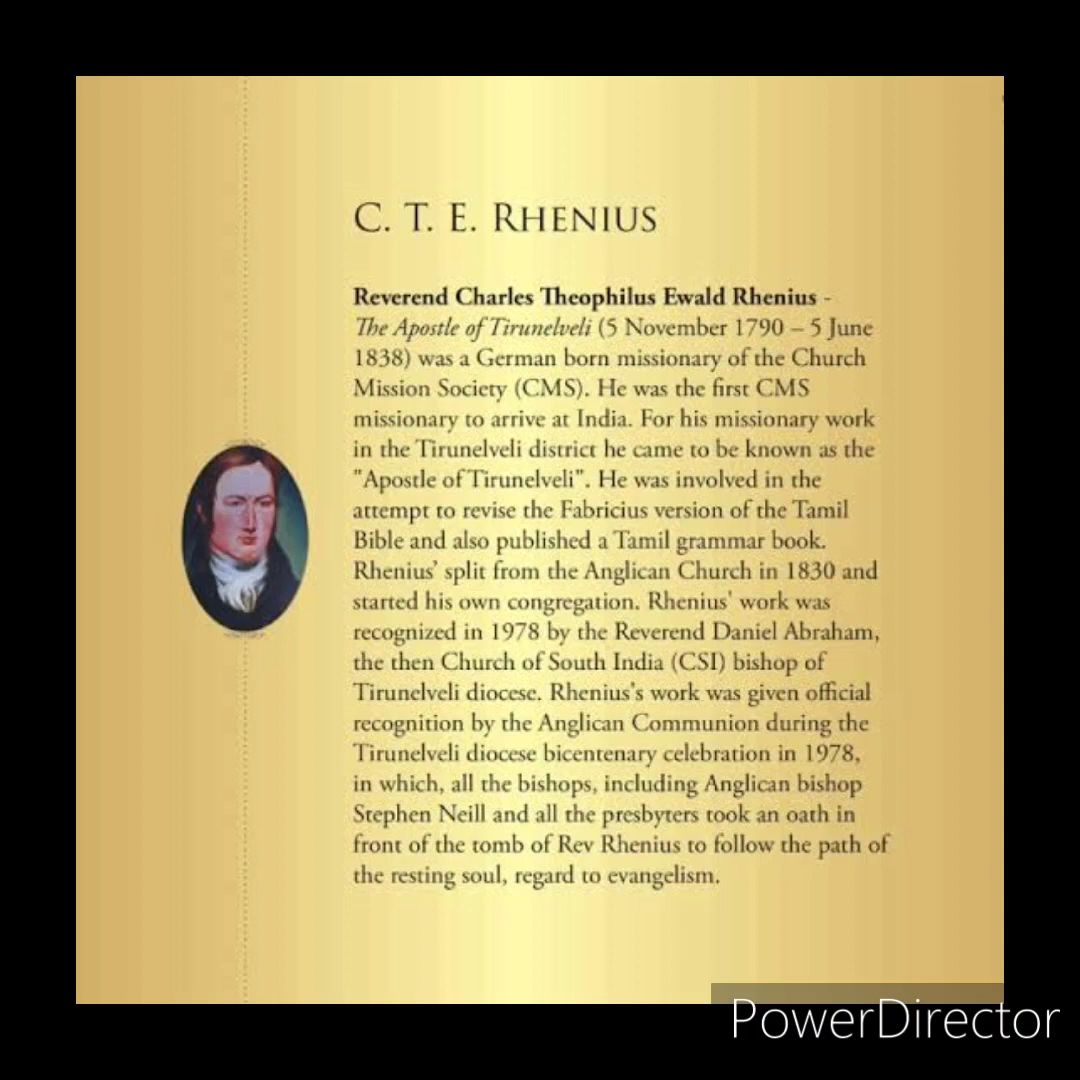 C. T. E. RHENIUS
Reverend Charles Theophilus Ewald Rhenius -
The Apostle of Tirunelveli (5 November 1790 – 5 June
1838) was a German born missionary of the Church
Mission Society (CMS). He was the first CMS
missionary to arrive at India. For his missionary work
in the Tirunelveli district he came to be known as the
"Apostle of Tirunelveli". He was involved in the
attempt to revise the Fabricius version of the Tamil
Bible and also published a Tamil grammar book.
Rhenius’ split from the Anglican Church in 1830 and
started his own congregation. Rhenius' work was
recognized in 1978 by the Reverend Daniel Abraham,
the then Church of South India (CSI) bishop of
Tirunelveli diocese. Rhenius's work was given official
recognition by the Anglican Communion during the
Tirunelveli diocese bicentenary celebration in 1978,
in which, all the bishops, including Anglican bishop
Stephen Neill and all the presbyters took an oath in
front of the tomb of Rev Rhenius to follow the path of
the resting soul, regard to evangelism.
PowerDirector